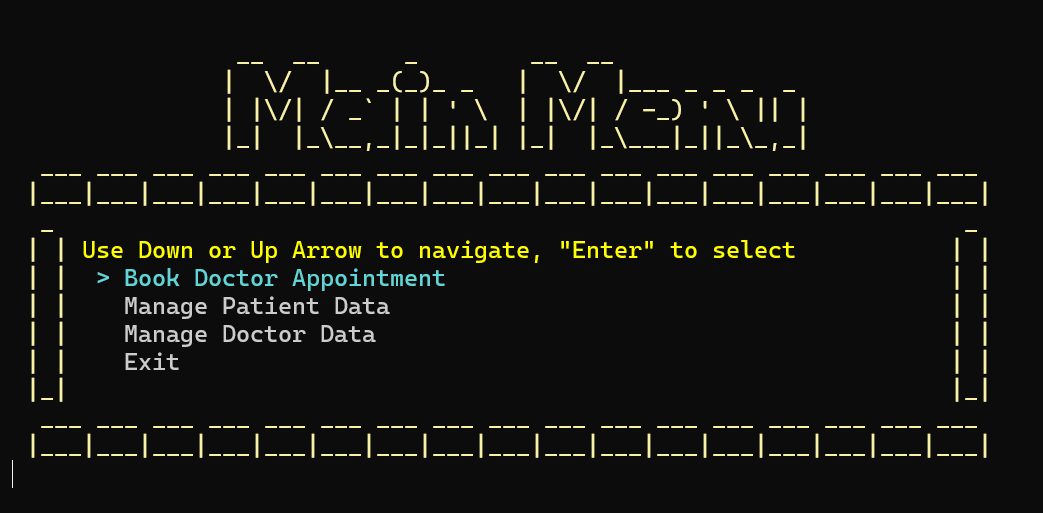 Main Menu
Use Down or Up Arrow to navigate, "Enter" to select
> Book Doctor Appointment
Manage Patient Data
Manage Doctor Data
Exit